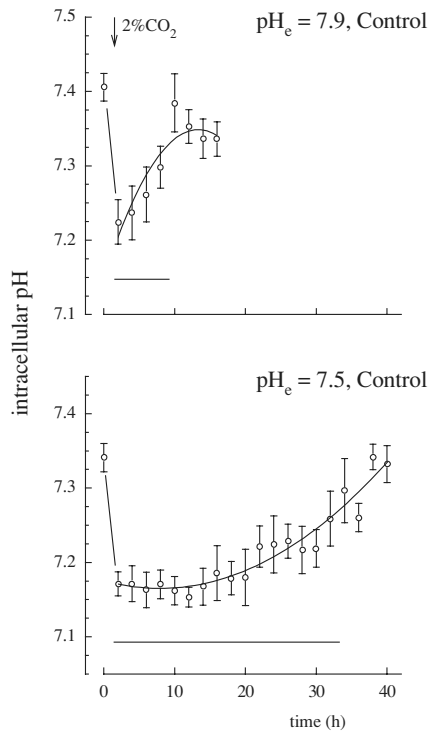 7.5
2%CO₂
pHₑ = 7.9, Control
7.4
7.3
7.2
7.1
intracellular pH
pHₑ = 7.5, Control
7.4
7.3
7.2
7.1
0 10 20 30 40
time (h)